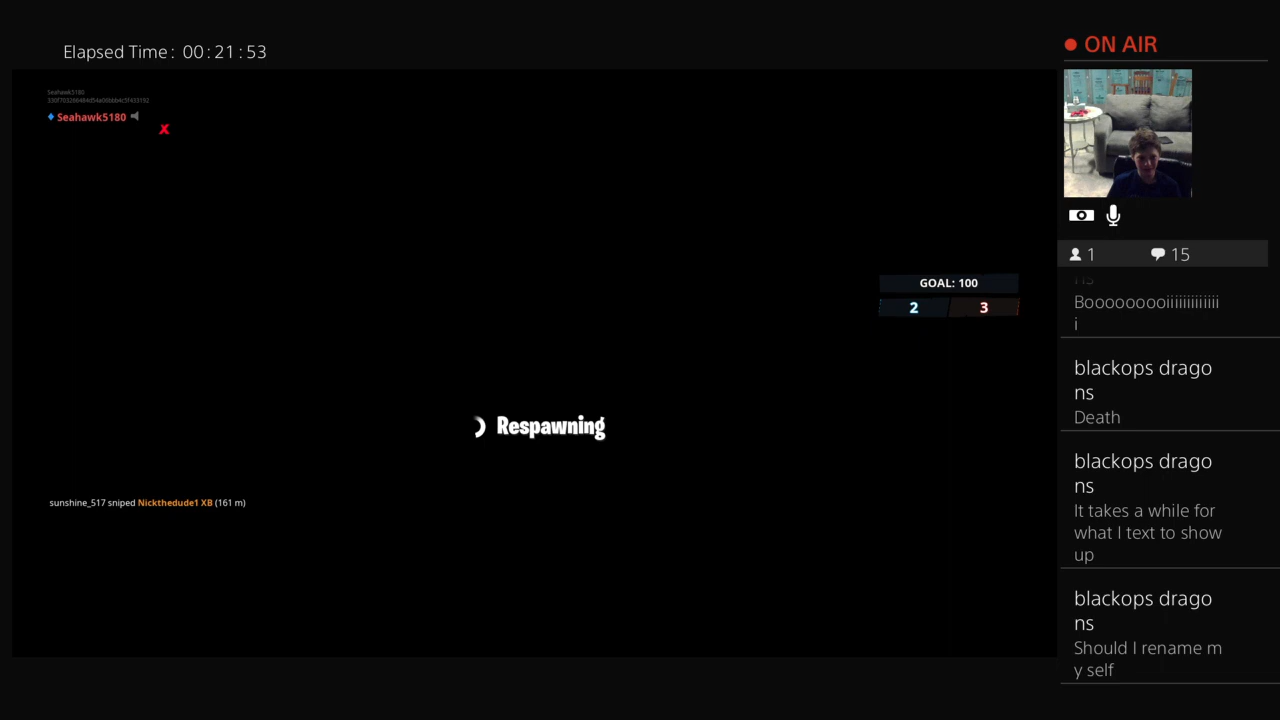 Elapsed Time: 00:21:53
ON AIR
Seahawk5180
Seahawk5180
X
1
15
GOAL: 100
2
3
Booooooooiiiiiiiiiiiii
i
blackops drago
ns
Death
blackops drago
ns
It takes a while for
what I text to show
up
blackops drago
ns
Should I rename m
y self
Respawning
sunshine_517 sniped Nickthedude1 XB (161 m)